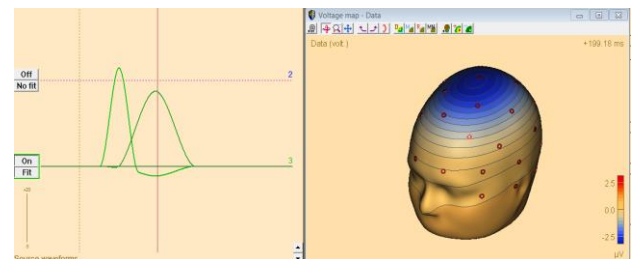 Voltage map - Data
Data (volt.)
+199.18 ms
Off
No fit
2
On
Fit
3
2.5
0.0
-2.5
µV
Source waveforms